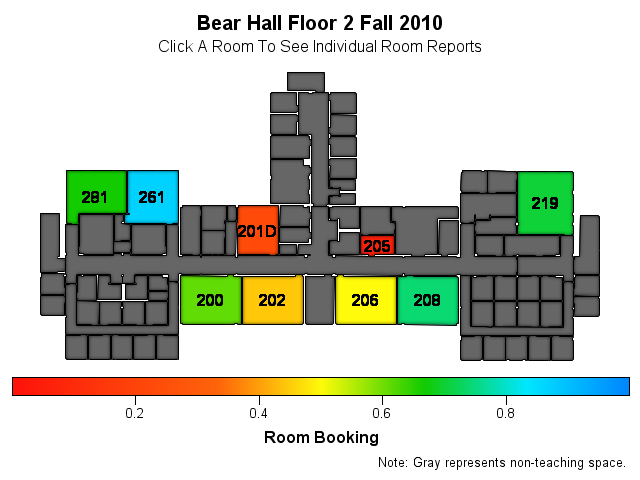 Bear Hall Floor 2 Fall 2010
Click A Room To See Individual Room Reports
281
261
219
201D
205
200
202
206
208
0.2
0.4
0.6
0.8
Room Booking
Note: Gray represents non-teaching space.